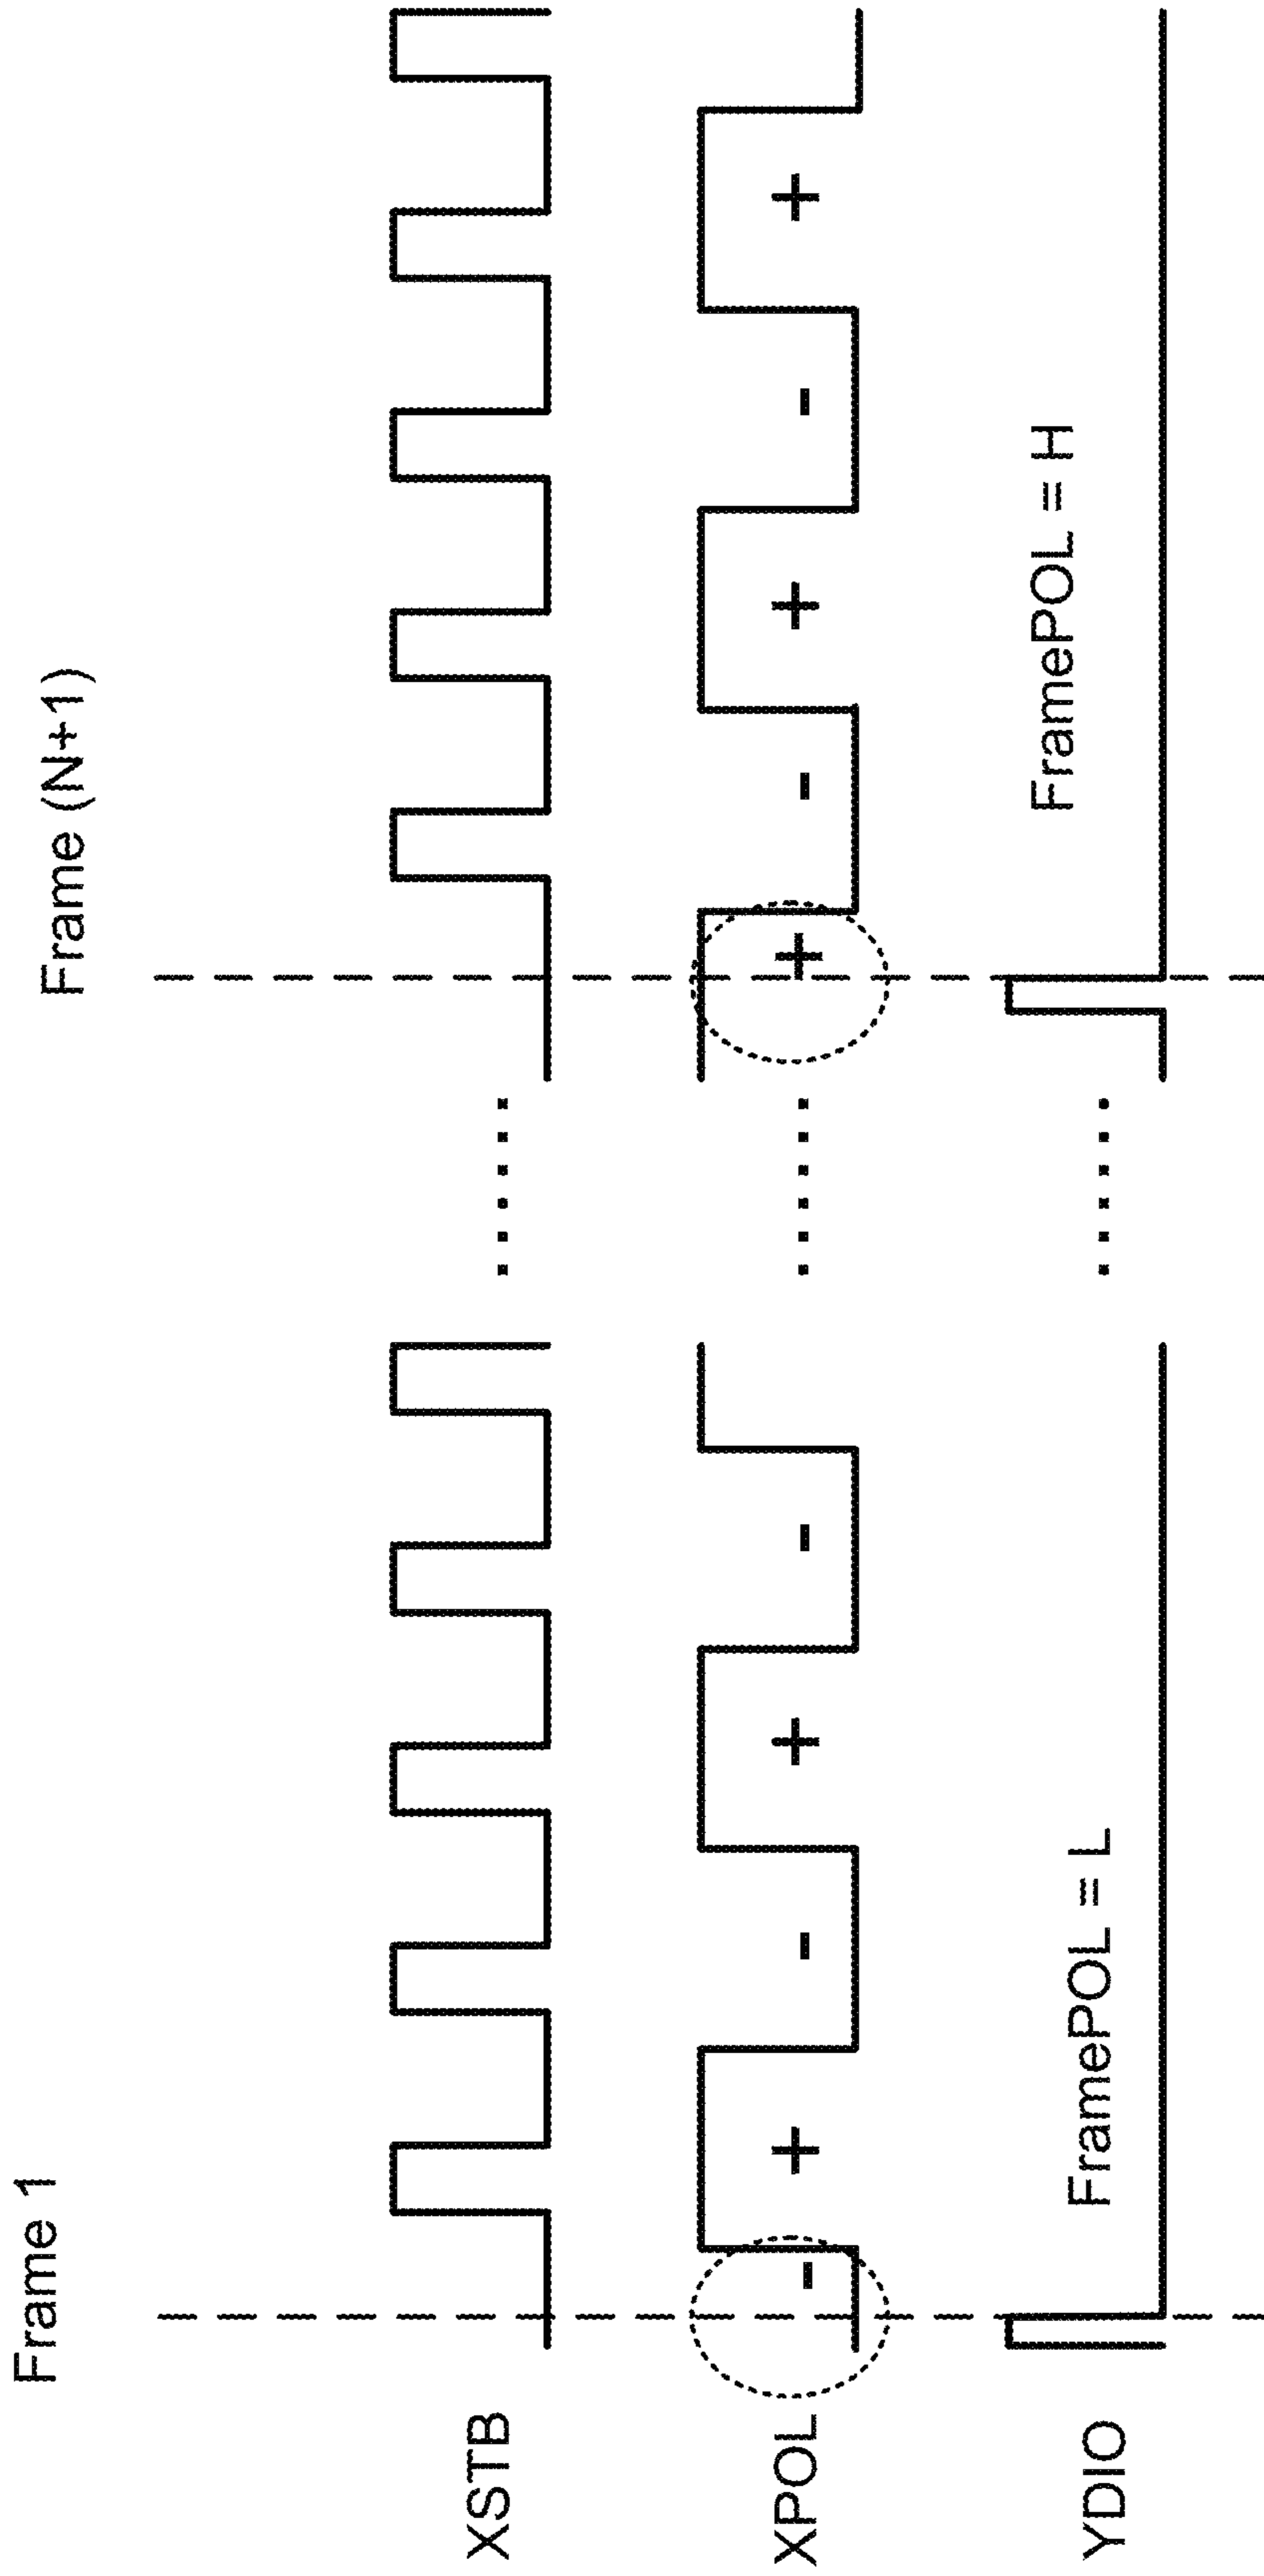 Frame 1
Frame (N+1)
XSTB
XPOL
- + - + -
+ - + - +
YDIO
FramePOL = L
FramePOL = H